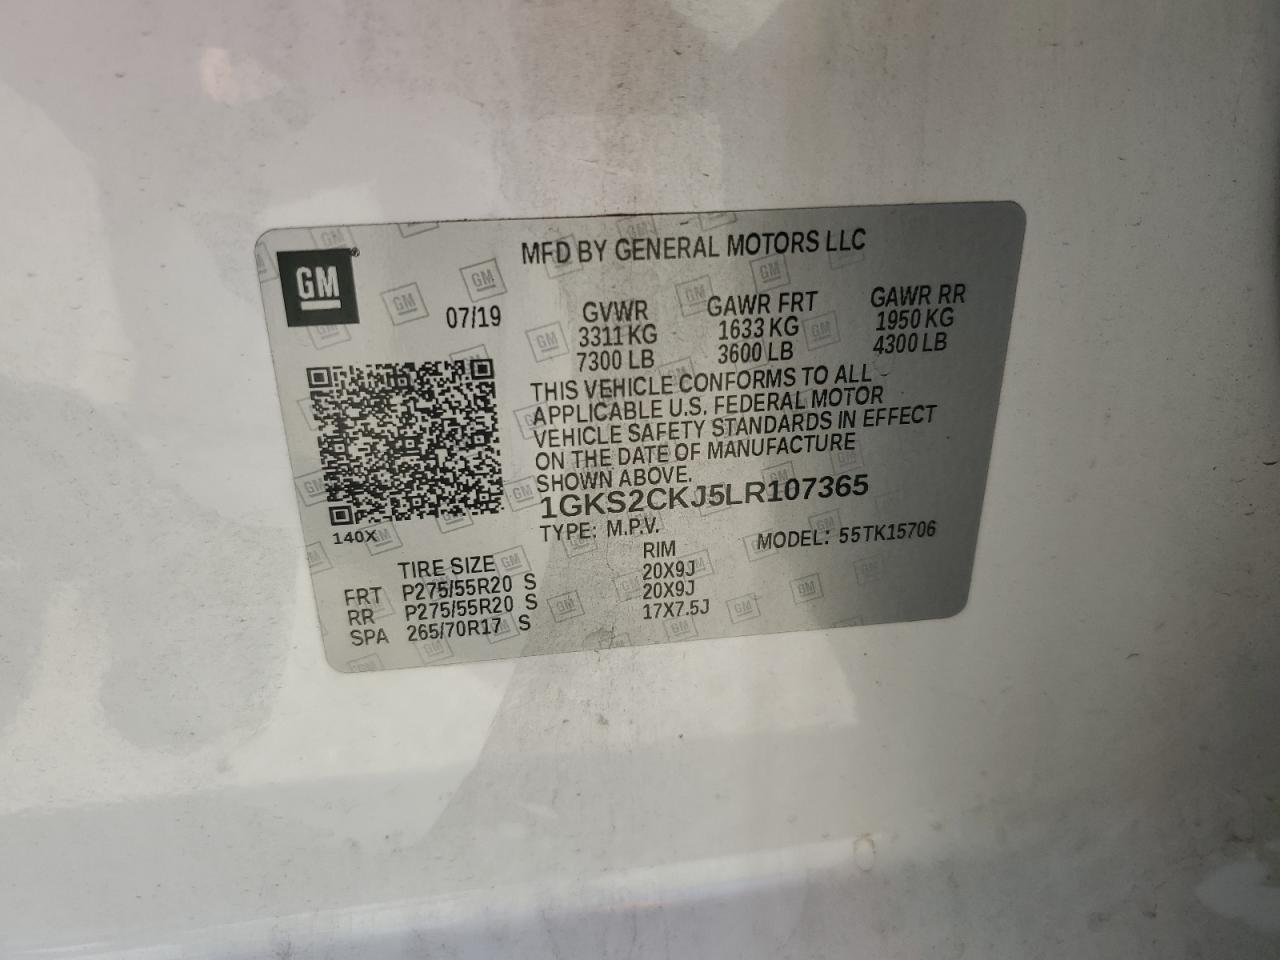 GM
MFD BY GENERAL MOTORS LLC
07/19
GVWR GAWR FRT GAWR RR
3311 KG 1633 KG 1950 KG
7300 LB 3600 LB 4300 LB
THIS VEHICLE CONFORMS TO ALL
APPLICABLE U.S. FEDERAL MOTOR
VEHICLE SAFETY STANDARDS IN EFFECT
ON THE DATE OF MANUFACTURE
SHOWN ABOVE.
1GKS2CKJ5LR107365
TYPE: M.P.V. MODEL: 55TK15706
140X
TIRE SIZE RIM
FRT P275/55R20 S 20X9J
RR P275/55R20 S 20X9J
SPA 265/70R17 S 17X7.5J